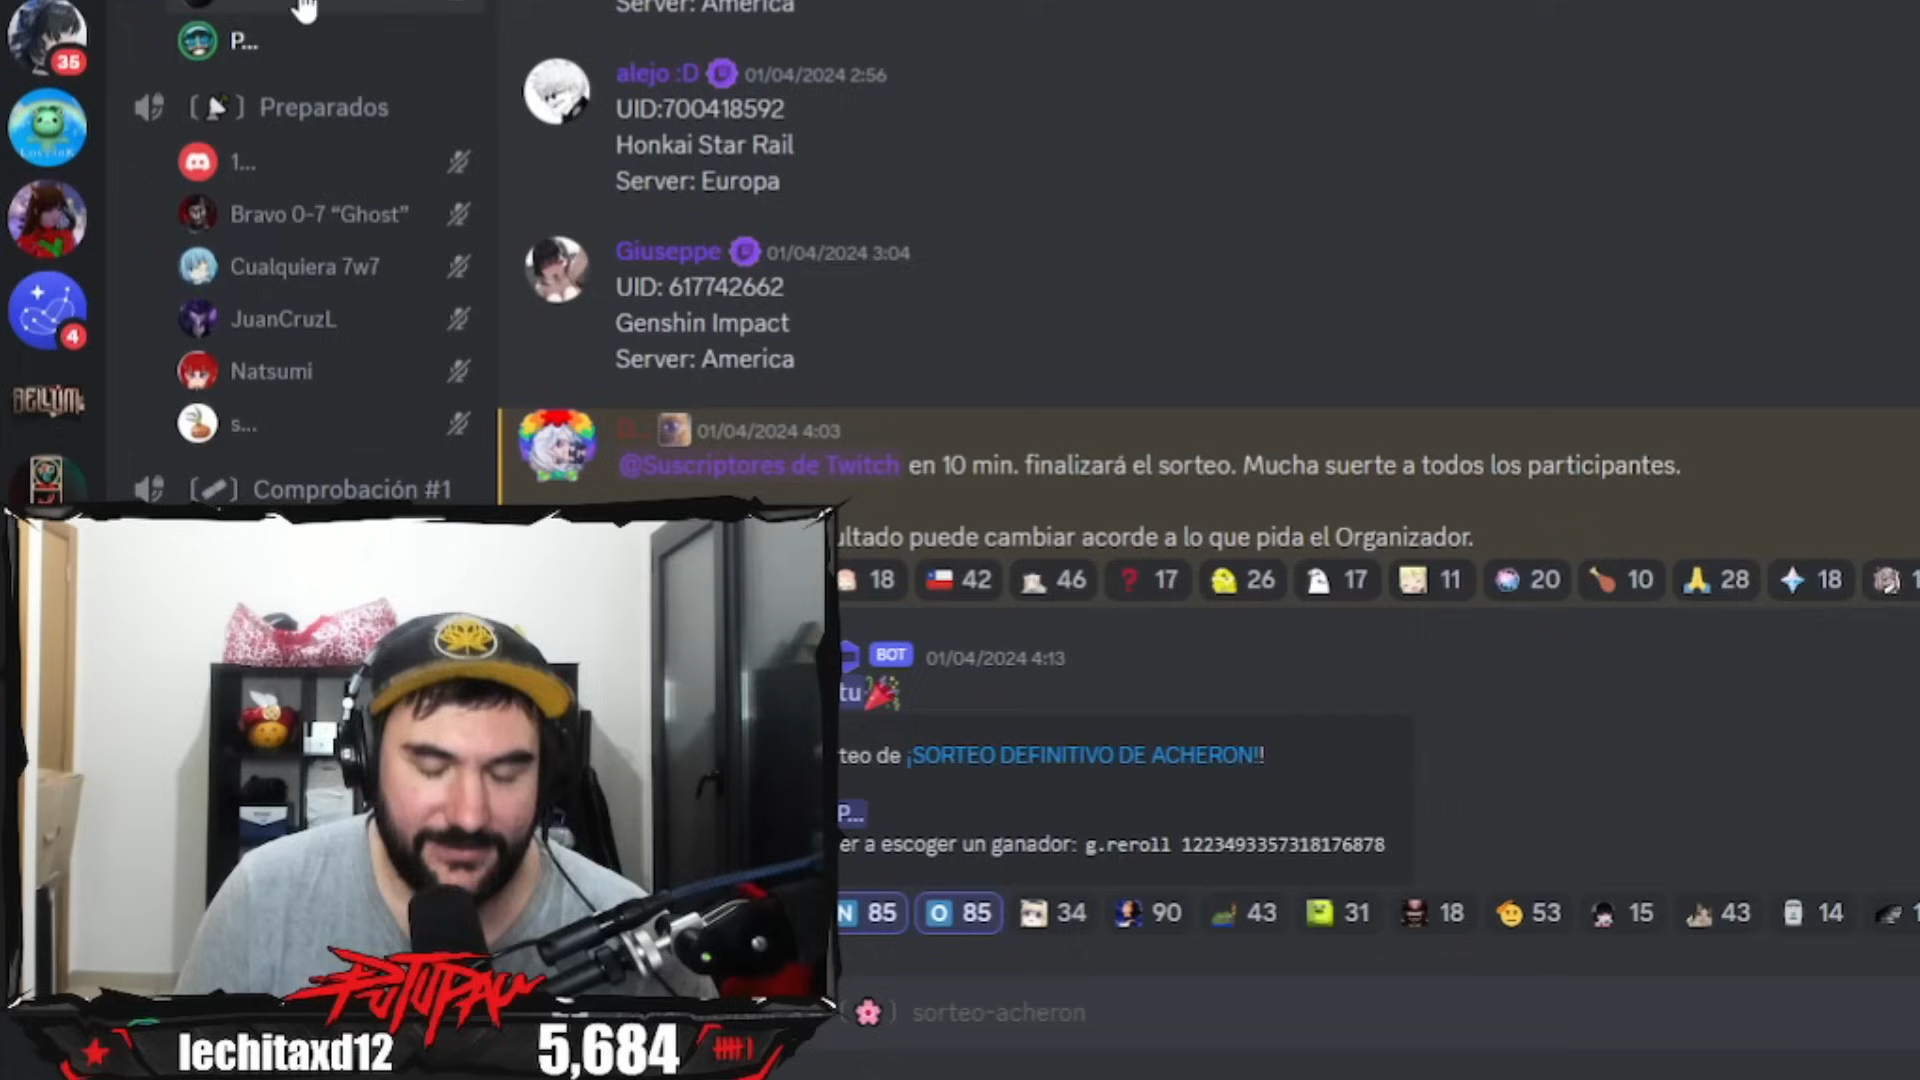 Server: America
35
P...
alejo :D 01/04/2024 2:56
UID:700418592
Honkai Star Rail
Server: Europa
Preparados
1...
Bravo 0-7 “Ghost”
Cualquiera 7w7
JuanCruzL
Natsumi
s...
Comprobación #1
4
BELLUM
Giuseppe 01/04/2024 3:04
UID: 617742662
Genshin Impact
Server: America
D... 01/04/2024 4:03
@Suscriptores de Twitch en 10 min. finalizará el sorteo. Mucha suerte a todos los participantes.
ultado puede cambiar acorde a lo que pida el Organizador.
18 42 46 17 26 17 11 20 10 28 18
BOT 01/04/2024 4:13
tu
teo de ¡SORTEO DEFINITIVO DE ACHERON!!
P...
er a escoger un ganador: g.reroll 1223493357318176878
N 85 O 85 34 90 43 31 18 53 15 43 14
sorteo-acheron
PUTUPAU
lechitaxd12 5,684